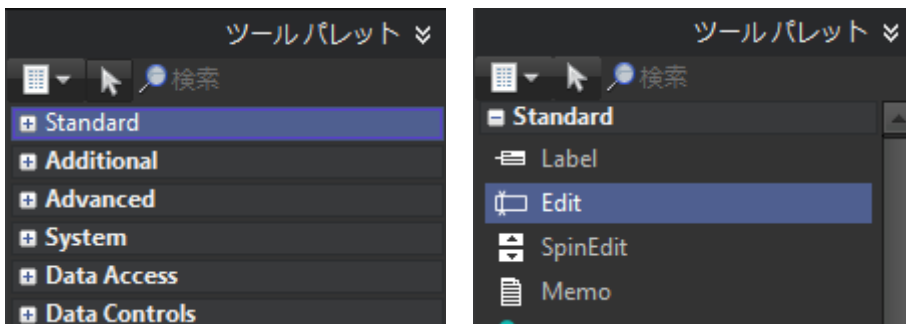 ツール パレット
検索
Standard
Additional
Advanced
System
Data Access
Data Controls
ツール パレット
検索
Standard
Label
Edit
SpinEdit
Memo